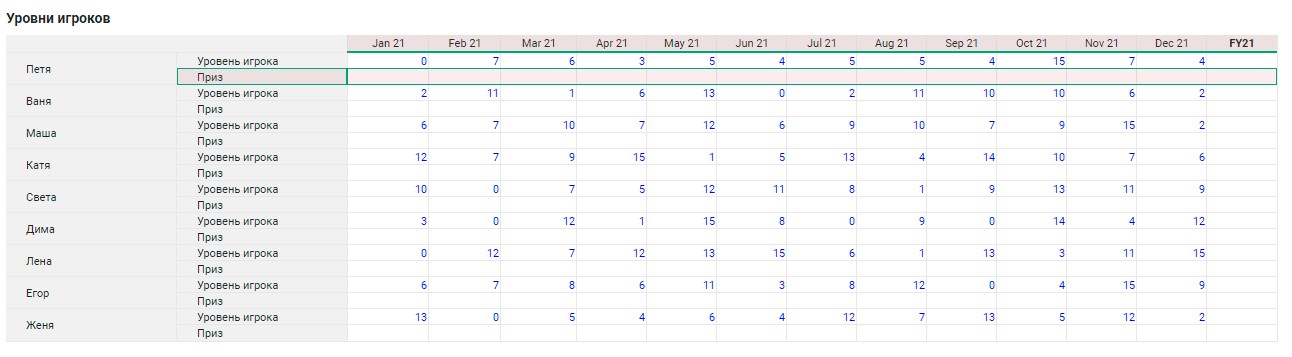 Уровни игроков
Jan 21 Feb 21 Mar 21 Apr 21 May 21 Jun 21 Jul 21 Aug 21 Sep 21 Oct 21 Nov 21 Dec 21 FY21
Петя Уровень игрока 0 7 6 3 5 4 5 5 4 15 7 4
Приз
Ваня Уровень игрока 2 11 1 6 13 0 2 11 10 10 6 2
Приз
Маша Уровень игрока 6 7 10 7 12 6 9 10 7 9 15 2
Приз
Катя Уровень игрока 12 7 9 15 1 5 13 4 14 10 7 6
Приз
Света Уровень игрока 10 0 7 5 12 11 8 1 9 13 11 9
Приз
Дима Уровень игрока 3 0 12 1 15 8 0 9 0 14 4 12
Приз
Лена Уровень игрока 0 12 7 12 13 15 6 1 13 3 11 15
Приз
Егор Уровень игрока 6 7 8 6 11 3 8 12 0 4 15 9
Приз
Женя Уровень игрока 13 0 5 4 6 4 12 7 13 5 12 2
Приз